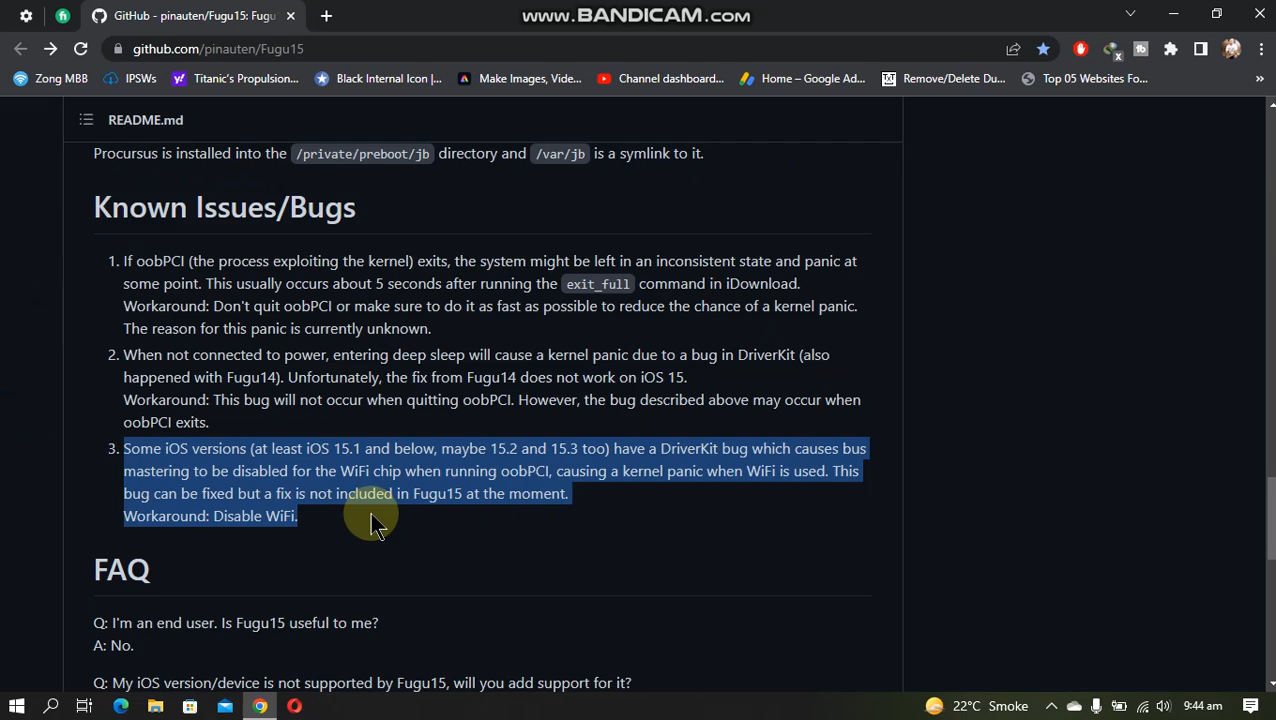 www.BANDICAM.com
GitHub - pinauten/Fugu15: Fugu
github.com/pinauten/Fugu15
Zong MBB
IPSWs
Titanic's Propulsion...
Black Internal Icon |...
Make Images, Vide...
Channel dashboard...
Home – Google Ad...
Remove/Delete Du...
Top 05 Websites Fo...
»
README.md
Procursus is installed into the /private/preboot/jb directory and /var/jb is a symlink to it.
Known Issues/Bugs
1. If oobPCI (the process exploiting the kernel) exits, the system might be left in an inconsistent state and panic at
some point. This usually occurs about 5 seconds after running the exit_full command in iDownload.
Workaround: Don't quit oobPCI or make sure to do it as fast as possible to reduce the chance of a kernel panic.
The reason for this panic is currently unknown.
2. When not connected to power, entering deep sleep will cause a kernel panic due to a bug in DriverKit (also
happened with Fugu14). Unfortunately, the fix from Fugu14 does not work on iOS 15.
Workaround: This bug will not occur when quitting oobPCI. However, the bug described above may occur when
oobPCI exits.
3. Some iOS versions (at least iOS 15.1 and below, maybe 15.2 and 15.3 too) have a DriverKit bug which causes bus
mastering to be disabled for the WiFi chip when running oobPCI, causing a kernel panic when WiFi is used. This
bug can be fixed but a fix is not included in Fugu15 at the moment.
Workaround: Disable WiFi.
FAQ
Q: I'm an end user. Is Fugu15 useful to me?
A: No.
Q: My iOS version/device is not supported by Fugu15, will you add support for it?
22°C Smoke
9:44 am